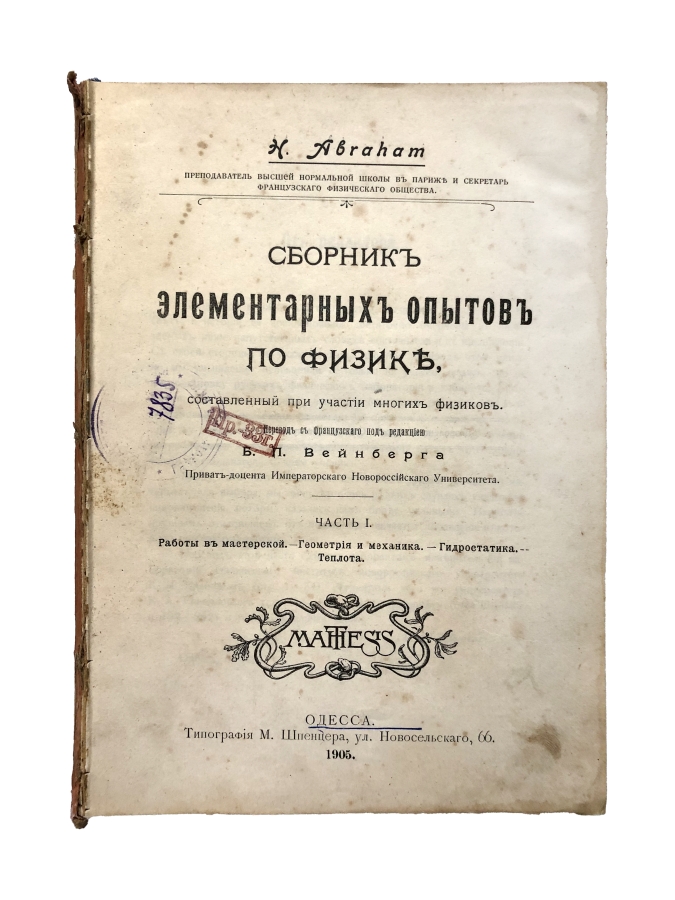 H. Abraham
ПРЕПОДАВАТЕЛЬ ВЫСШЕЙ НОРМАЛЬНОЙ ШКОЛЫ ВЪ ПАРИЖѢ И СЕКРЕТАРЬ
ФРАНЦУЗСКАГО ФИЗИЧЕСКАГО ОБЩЕСТВА.
СБОРНИКЪ
элементарныхъ опытовъ
ПО ФИЗИКѢ,
составленный при участіи многихъ физиковъ.
Переводъ съ французскаго подъ редакціею
Б. П. Вейнберга
Приватъ-доцента Императорскаго Новороссійскаго Университета.
7835
ЧАСТЬ I.
Работы въ мастерской.—Геометрія и механика.—Гидростатика.—
Теплота.
MATHESIS
ОДЕССА.
Типографія М. Шпенцера, ул. Новосельскаго, 66.
1905.